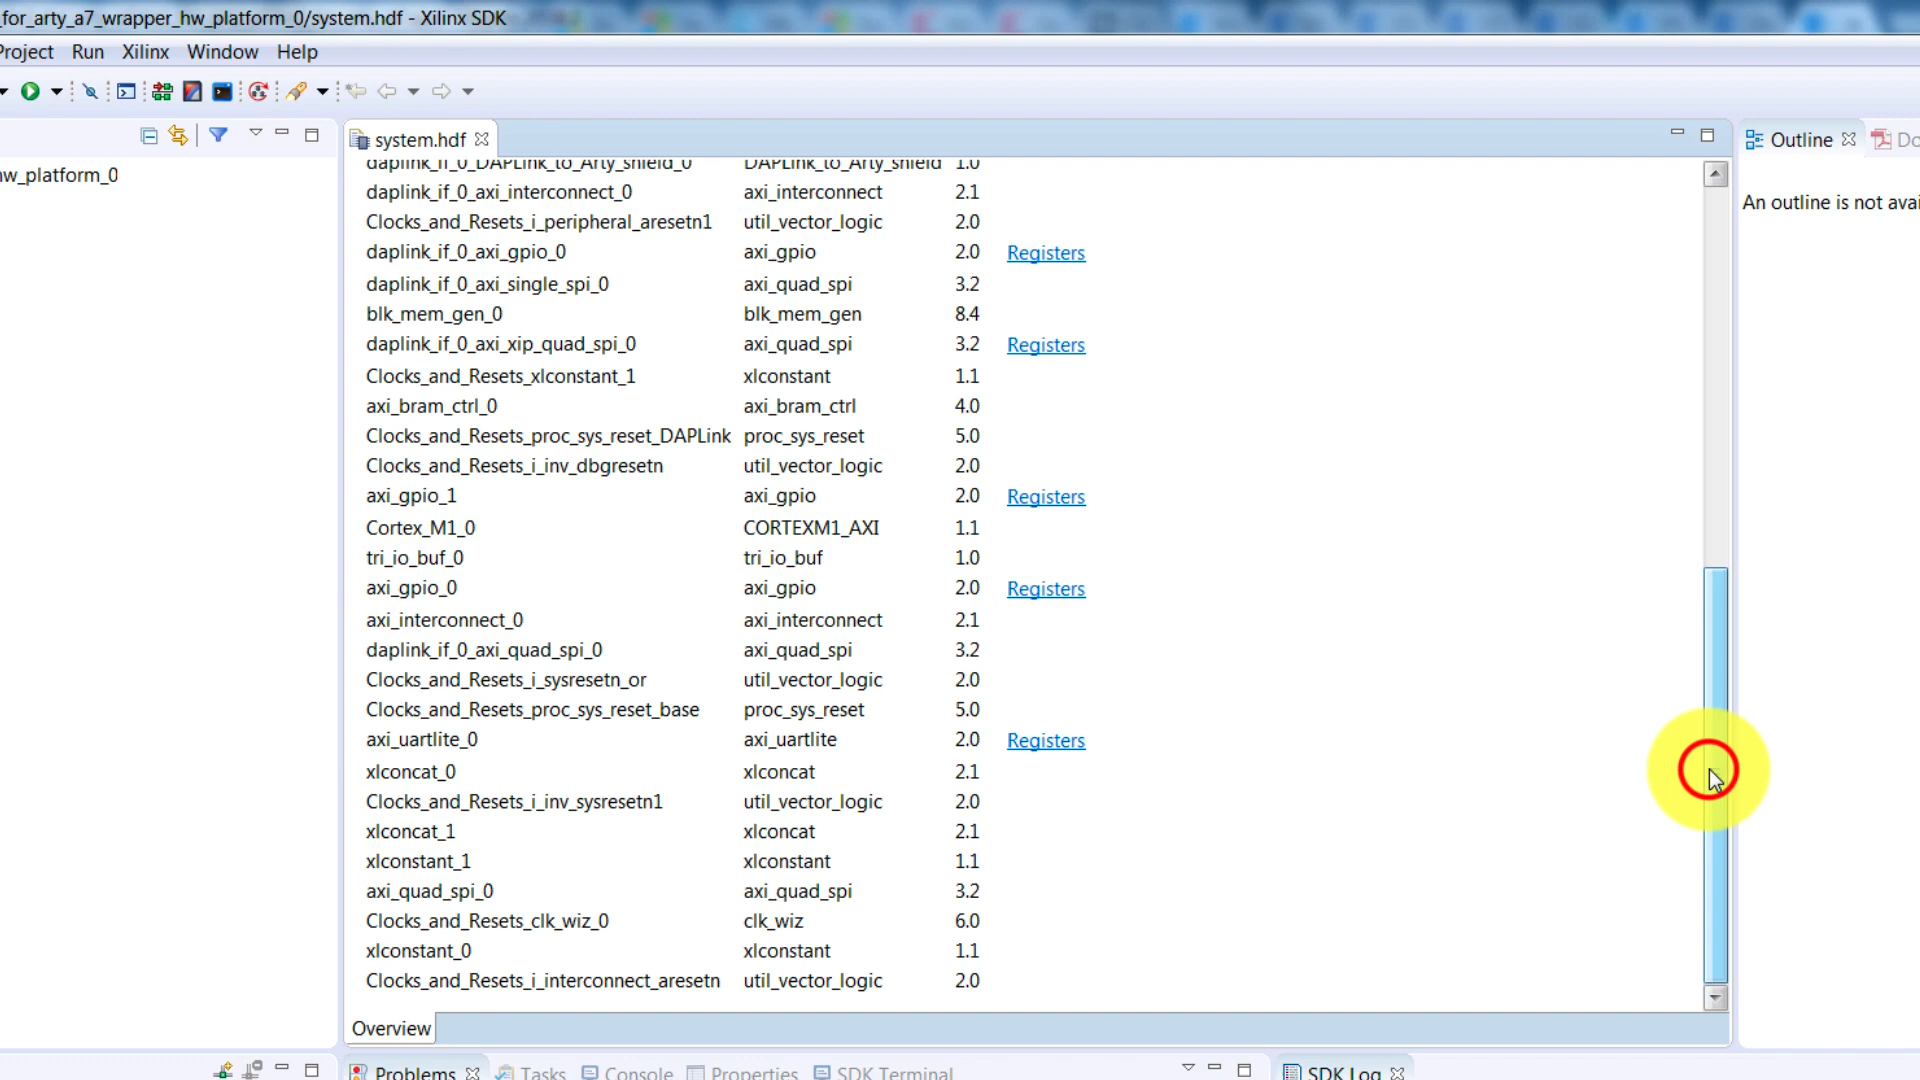 _for_arty_a7_wrapper_hw_platform_0/system.hdf - Xilinx SDK
Project Run Xilinx Window Help
system.hdf
Outline
hw_platform_0
An outline is not avai
daplink_if_0_DAPLink_to_Arty_shield_0 DAPLink_to_Arty_shield 1.0
daplink_if_0_axi_interconnect_0 axi_interconnect 2.1
Clocks_and_Resets_i_peripheral_aresetn1 util_vector_logic 2.0
daplink_if_0_axi_gpio_0 axi_gpio 2.0 Registers
daplink_if_0_axi_single_spi_0 axi_quad_spi 3.2
blk_mem_gen_0 blk_mem_gen 8.4
daplink_if_0_axi_xip_quad_spi_0 axi_quad_spi 3.2 Registers
Clocks_and_Resets_xlconstant_1 xlconstant 1.1
axi_bram_ctrl_0 axi_bram_ctrl 4.0
Clocks_and_Resets_proc_sys_reset_DAPLink proc_sys_reset 5.0
Clocks_and_Resets_i_inv_dbgresetn util_vector_logic 2.0
axi_gpio_1 axi_gpio 2.0 Registers
Cortex_M1_0 CORTEXM1_AXI 1.1
tri_io_buf_0 tri_io_buf 1.0
axi_gpio_0 axi_gpio 2.0 Registers
axi_interconnect_0 axi_interconnect 2.1
daplink_if_0_axi_quad_spi_0 axi_quad_spi 3.2
Clocks_and_Resets_i_sysresetn_or util_vector_logic 2.0
Clocks_and_Resets_proc_sys_reset_base proc_sys_reset 5.0
axi_uartlite_0 axi_uartlite 2.0 Registers
xlconcat_0 xlconcat 2.1
Clocks_and_Resets_i_inv_sysresetn1 util_vector_logic 2.0
xlconcat_1 xlconcat 2.1
xlconstant_1 xlconstant 1.1
axi_quad_spi_0 axi_quad_spi 3.2
Clocks_and_Resets_clk_wiz_0 clk_wiz 6.0
xlconstant_0 xlconstant 1.1
Clocks_and_Resets_i_interconnect_aresetn util_vector_logic 2.0
Overview
Problems Tasks Console Properties SDK Terminal SDK Log